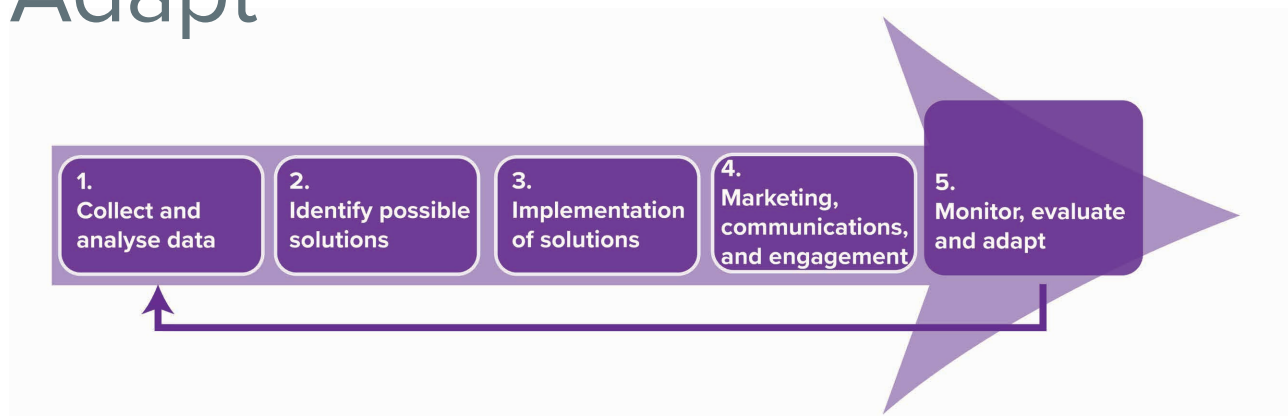 Adapt
1.
Collect and
analyse data
2.
Identify possible
solutions
3.
Implementation
of solutions
4.
Marketing,
communications,
and engagement
5.
Monitor, evaluate
and adapt